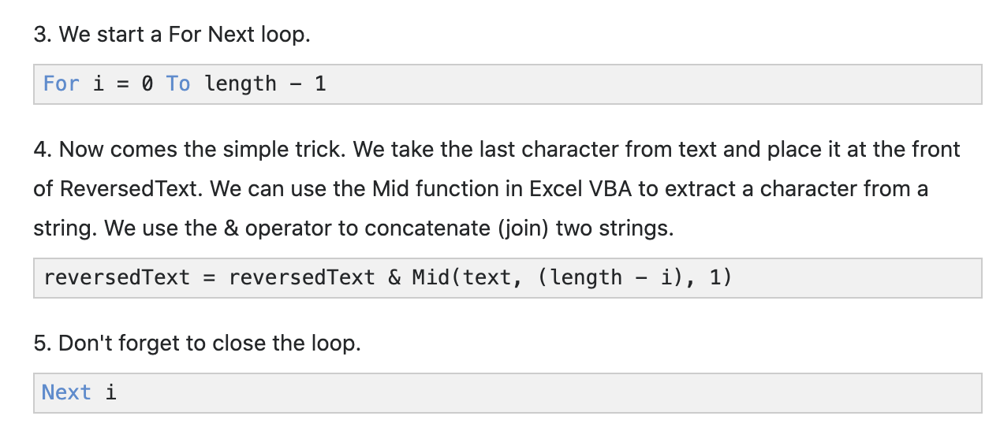 3. We start a For Next loop.
For i = 0 To length - 1
4. Now comes the simple trick. We take the last character from text and place it at the front
of ReversedText. We can use the Mid function in Excel VBA to extract a character from a
string. We use the & operator to concatenate (join) two strings.
reversedText = reversedText & Mid(text, (length - i), 1)
5. Don't forget to close the loop.
Next i